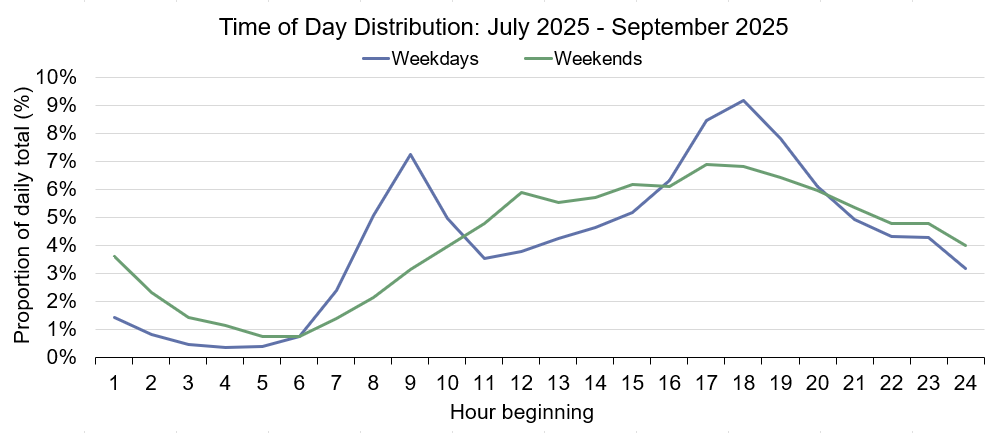 Time of Day Distribution: July 2025 - September 2025
Weekdays Weekends
Proportion of daily total (%)
10%
9%
8%
7%
6%
5%
4%
3%
2%
1%
0%
1 2 3 4 5 6 7 8 9 10 11 12 13 14 15 16 17 18 19 20 21 22 23 24
Hour beginning